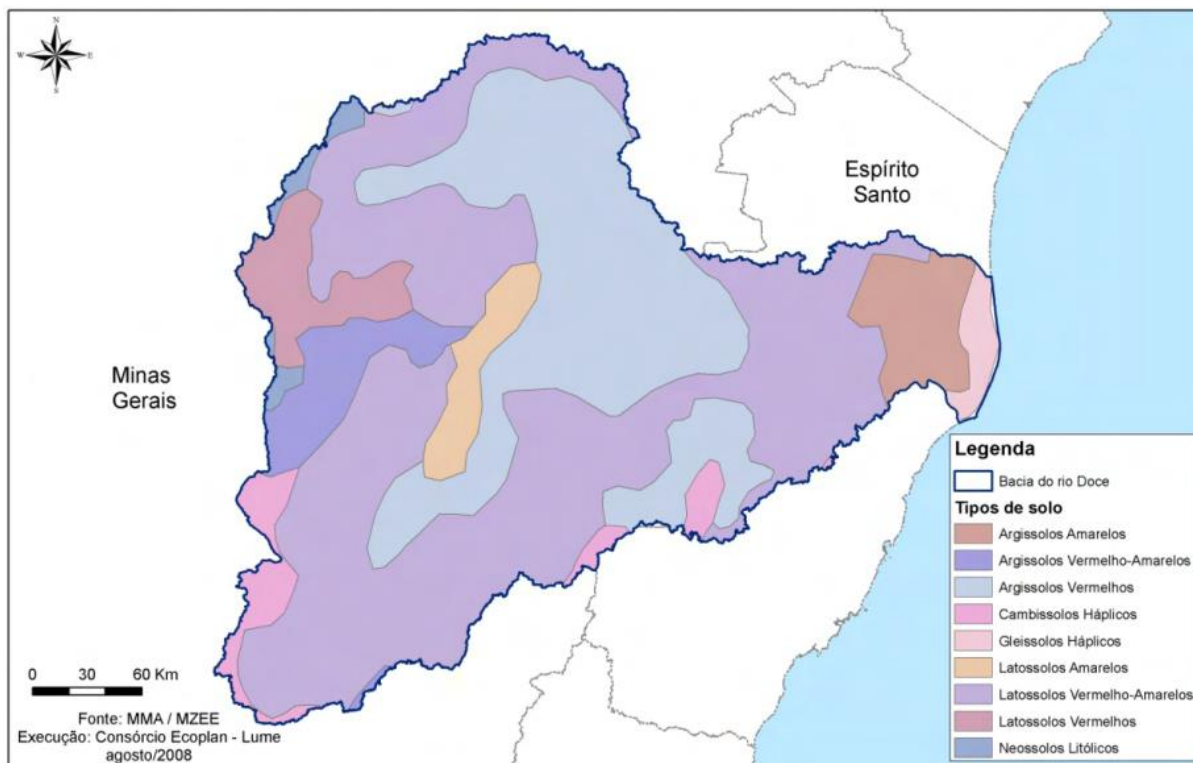 N
W E
S
Espírito
Santo
Minas
Gerais
Legenda
Bacia do rio Doce
Tipos de solo
Argissolos Amarelos
Argissolos Vermelho-Amarelos
Argissolos Vermelhos
Cambissolos Háplicos
Gleissolos Háplicos
Latossolos Amarelos
Latossolos Vermelho-Amarelos
Latossolos Vermelhos
Neossolos Litólicos
0 30 60 Km
Fonte: MMA / MZEE
Execução: Consórcio Ecoplan - Lume
agosto/2008